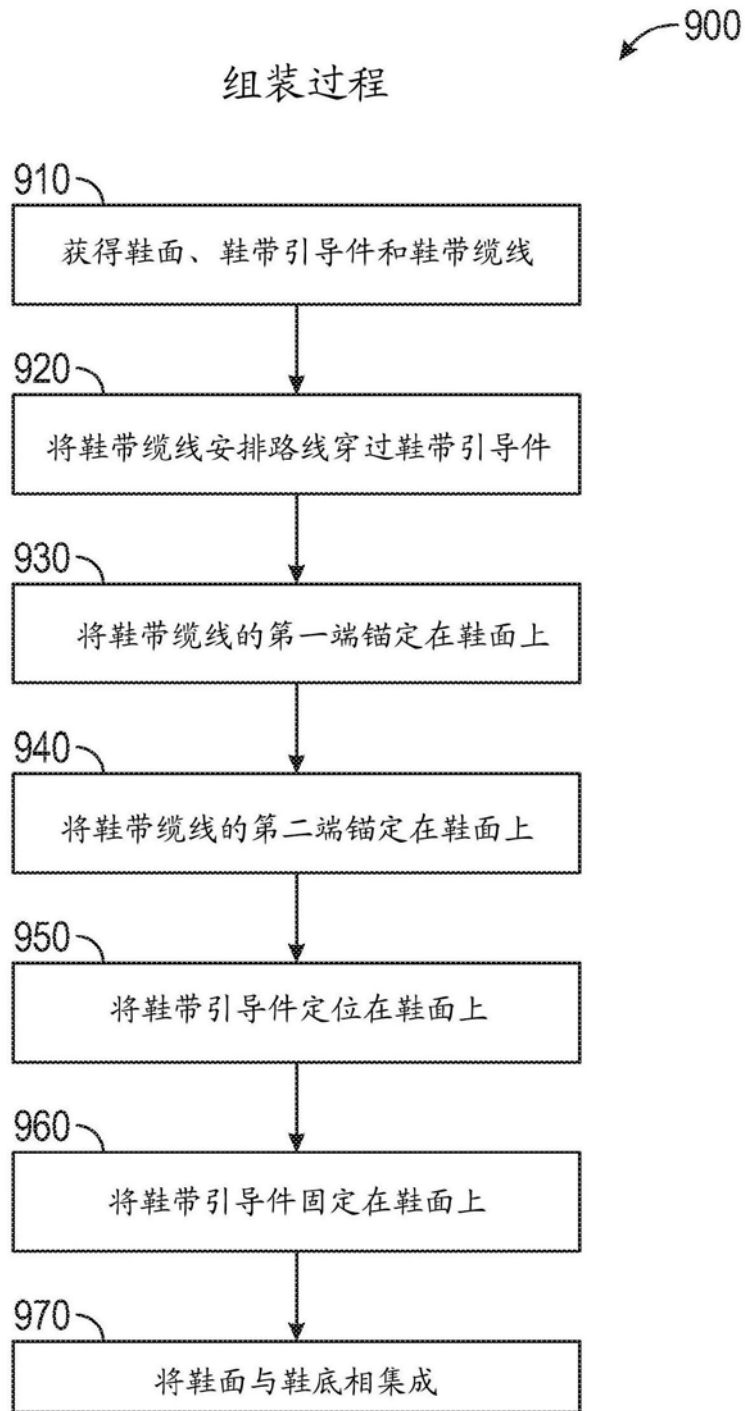 900
组装过程
910
获得鞋面、鞋带引导件和鞋带缆线
920
将鞋带缆线安排路线穿过鞋带引导件
930
将鞋带缆线的第一端锚定在鞋面上
940
将鞋带缆线的第二端锚定在鞋面上
950
将鞋带引导件定位在鞋面上
960
将鞋带引导件固定在鞋面上
970
将鞋面与鞋底相集成